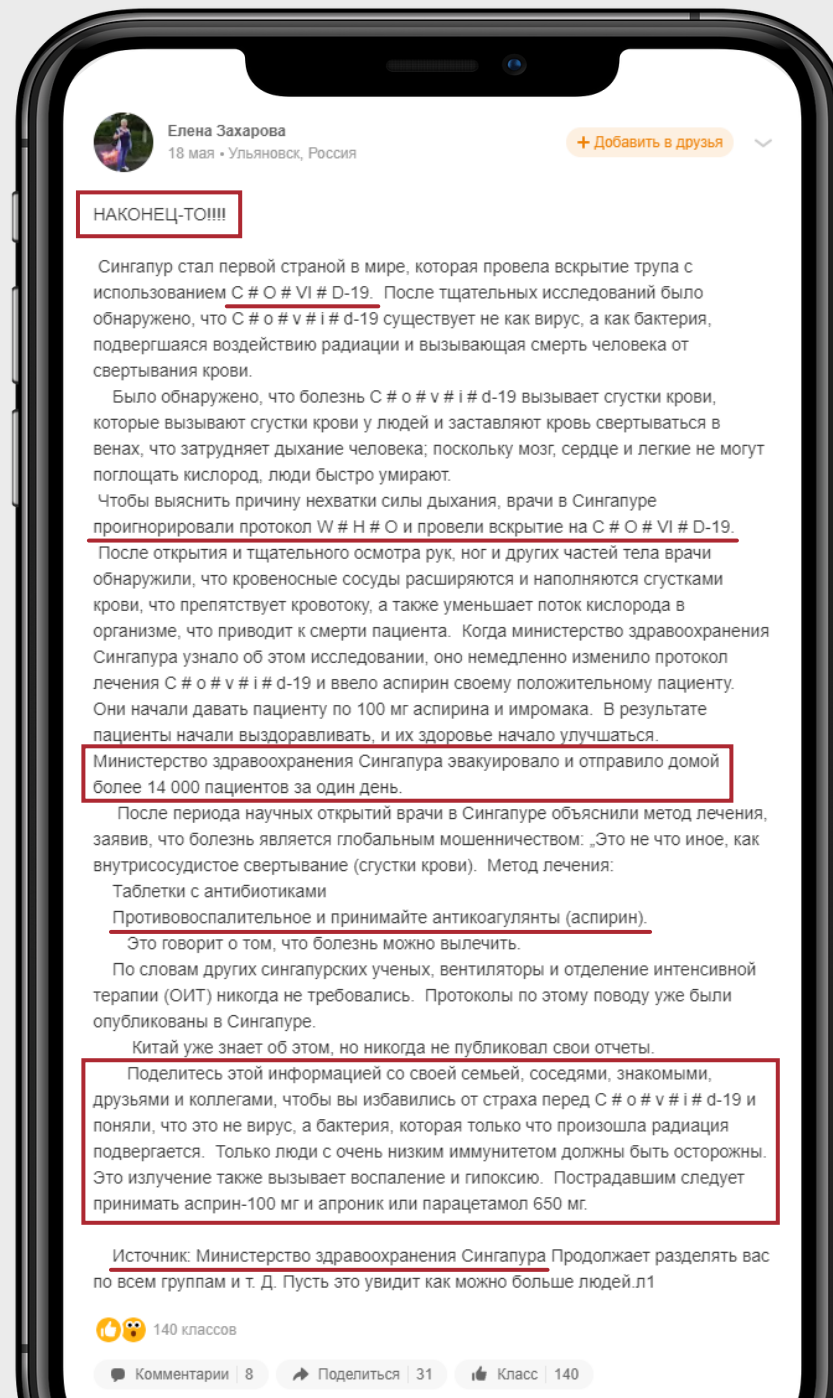 Елена Захарова
18 мая • Ульяновск, Россия
+ Добавить в друзья
НАКОНЕЦ-ТО!!!!
Сингапур стал первой страной в мире, которая провела вскрытие трупа с
использованием C # O # VI # D-19. После тщательных исследований было
обнаружено, что C # o # v # i # d-19 существует не как вирус, а как бактерия,
подвергшаяся воздействию радиации и вызывающая смерть человека от
свертывания крови.
Было обнаружено, что болезнь C # o # v # i # d-19 вызывает сгустки крови,
которые вызывают сгустки крови у людей и заставляют кровь свертываться в
венах, что затрудняет дыхание человека; поскольку мозг, сердце и легкие не могут
поглощать кислород, люди быстро умирают.
Чтобы выяснить причину нехватки силы дыхания, врачи в Сингапуре
проигнорировали протокол W # H # O и провели вскрытие на C # O # VI # D-19.
После открытия и тщательного осмотра рук, ног и других частей тела врачи
обнаружили, что кровеносные сосуды расширяются и наполняются сгустками
крови, что препятствует кровотоку, а также уменьшает поток кислорода в
организме, что приводит к смерти пациента. Когда министерство здравоохранения
Сингапура узнало об этом исследовании, оно немедленно изменило протокол
лечения C # o # v # i # d-19 и ввело аспирин своему положительному пациенту.
Они начали давать пациенту по 100 мг аспирина и имромака. В результате
пациенты начали выздоравливать, и их здоровье начало улучшаться.
Министерство здравоохранения Сингапура эвакуировало и отправило домой
более 14 000 пациентов за один день.
После периода научных открытий врачи в Сингапуре объяснили метод лечения,
заявив, что болезнь является глобальным мошенничеством: „Это не что иное, как
внутрисосудистое свертывание (сгустки крови). Метод лечения:
Таблетки с антибиотиками
Противовоспалительное и принимайте антикоагулянты (аспирин).
Это говорит о том, что болезнь можно вылечить.
По словам других сингапурских ученых, вентиляторы и отделение интенсивной
терапии (ОИТ) никогда не требовались. Протоколы по этому поводу уже были
опубликованы в Сингапуре.
Китай уже знает об этом, но никогда не публиковал свои отчеты.
Поделитесь этой информацией со своей семьей, соседями, знакомыми,
друзьями и коллегами, чтобы вы избавились от страха перед C # o # v # i # d-19 и
поняли, что это не вирус, а бактерия, которая только что произошла радиация
подвергается. Только люди с очень низким иммунитетом должны быть осторожны.
Это излучение также вызывает воспаление и гипоксию. Пострадавшим следует
принимать асприн-100 мг и апроник или парацетамол 650 мг.
Источник: Министерство здравоохранения Сингапура Продолжает разделять вас
по всем группам и т. Д. Пусть это увидит как можно больше людей.л1
140 классов
Комментарии 8
Поделиться 31
Класс 140